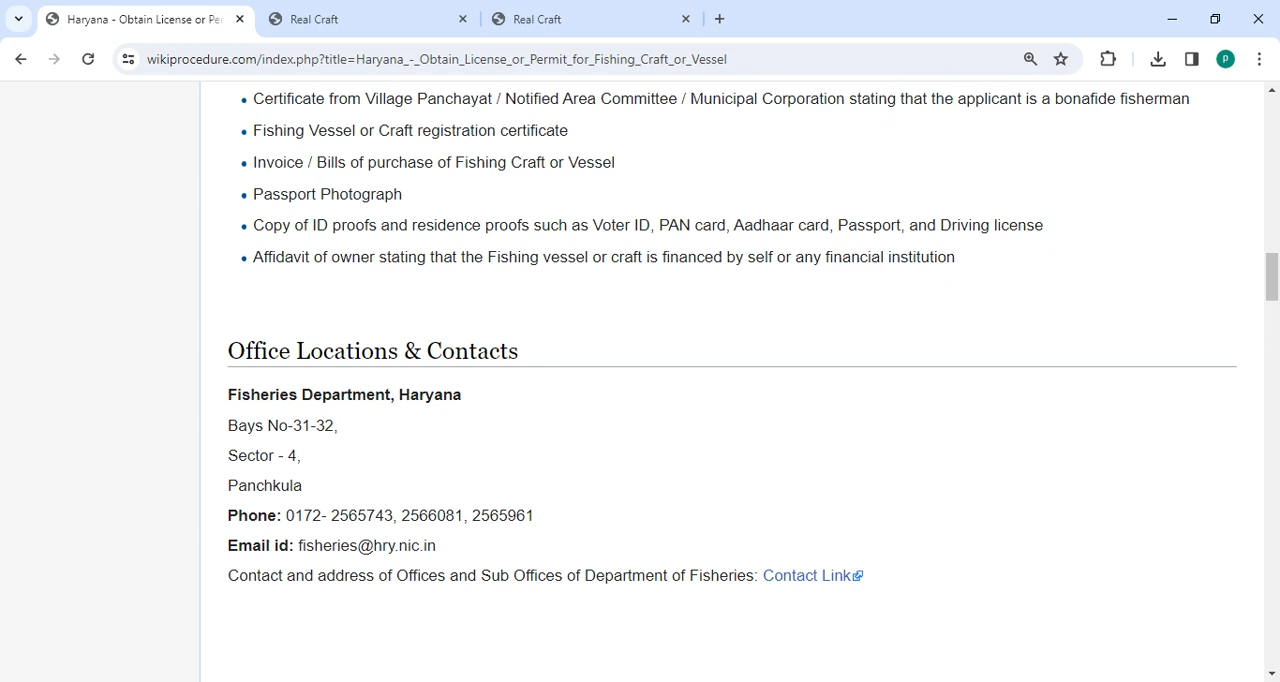 Haryana - Obtain License or Pe
Real Craft
Real Craft
wikiprocedure.com/index.php?title=Haryana_-_Obtain_License_or_Permit_for_Fishing_Craft_or_Vessel
P
Certificate from Village Panchayat / Notified Area Committee / Municipal Corporation stating that the applicant is a bonafide fisherman
Fishing Vessel or Craft registration certificate
Invoice / Bills of purchase of Fishing Craft or Vessel
Passport Photograph
Copy of ID proofs and residence proofs such as Voter ID, PAN card, Aadhaar card, Passport, and Driving license
Affidavit of owner stating that the Fishing vessel or craft is financed by self or any financial institution
Office Locations & Contacts
Fisheries Department, Haryana
Bays No-31-32,
Sector - 4,
Panchkula
Phone: 0172- 2565743, 2566081, 2565961
Email id: fisheries@hry.nic.in
Contact and address of Offices and Sub Offices of Department of Fisheries: Contact Link